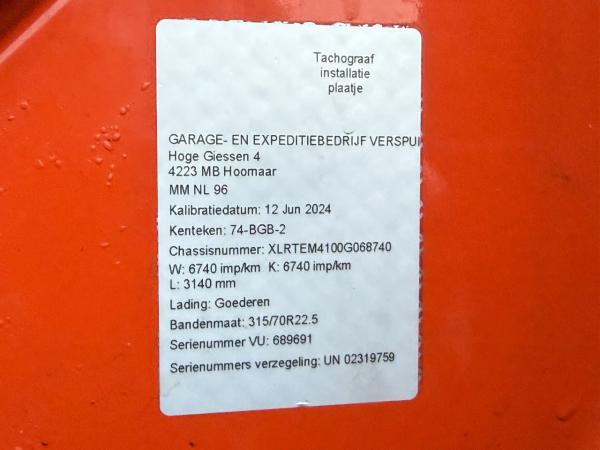 Tachograaf
installatie
plaatje
GARAGE- EN EXPEDITIEBEDRIJF VERSPUI
Hoge Giessen 4
4223 MB Hoornaar
MM NL 96
Kalibratiedatum: 12 Jun 2024
Kenteken: 74-BGB-2
Chassisnummer: XLRTEM4100G068740
W: 6740 imp/km K: 6740 imp/km
L: 3140 mm
Lading: Goederen
Bandenmaat: 315/70R22.5
Serienummer VU: 689691
Serienummers verzegeling: UN 02319759